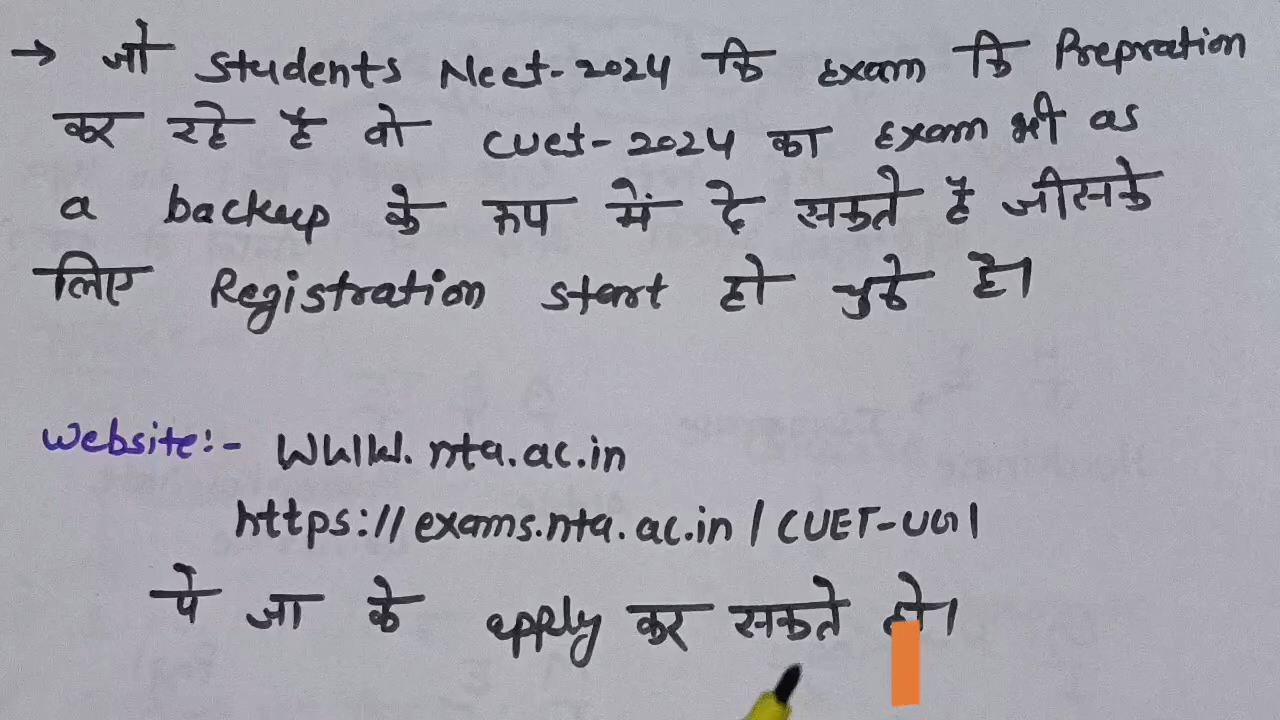 → जो students Neet-2024 कि exam कि Prepration
कर रहे है वो CUET-2024 का exam भी as
a backup के रुप में दे सकते है जीसके
लिए Registration start हो चुके है।
Website:- www.nta.ac.in
https://exams.nta.ac.in/CUET-UG/
पे जा के apply कर सकते हो।